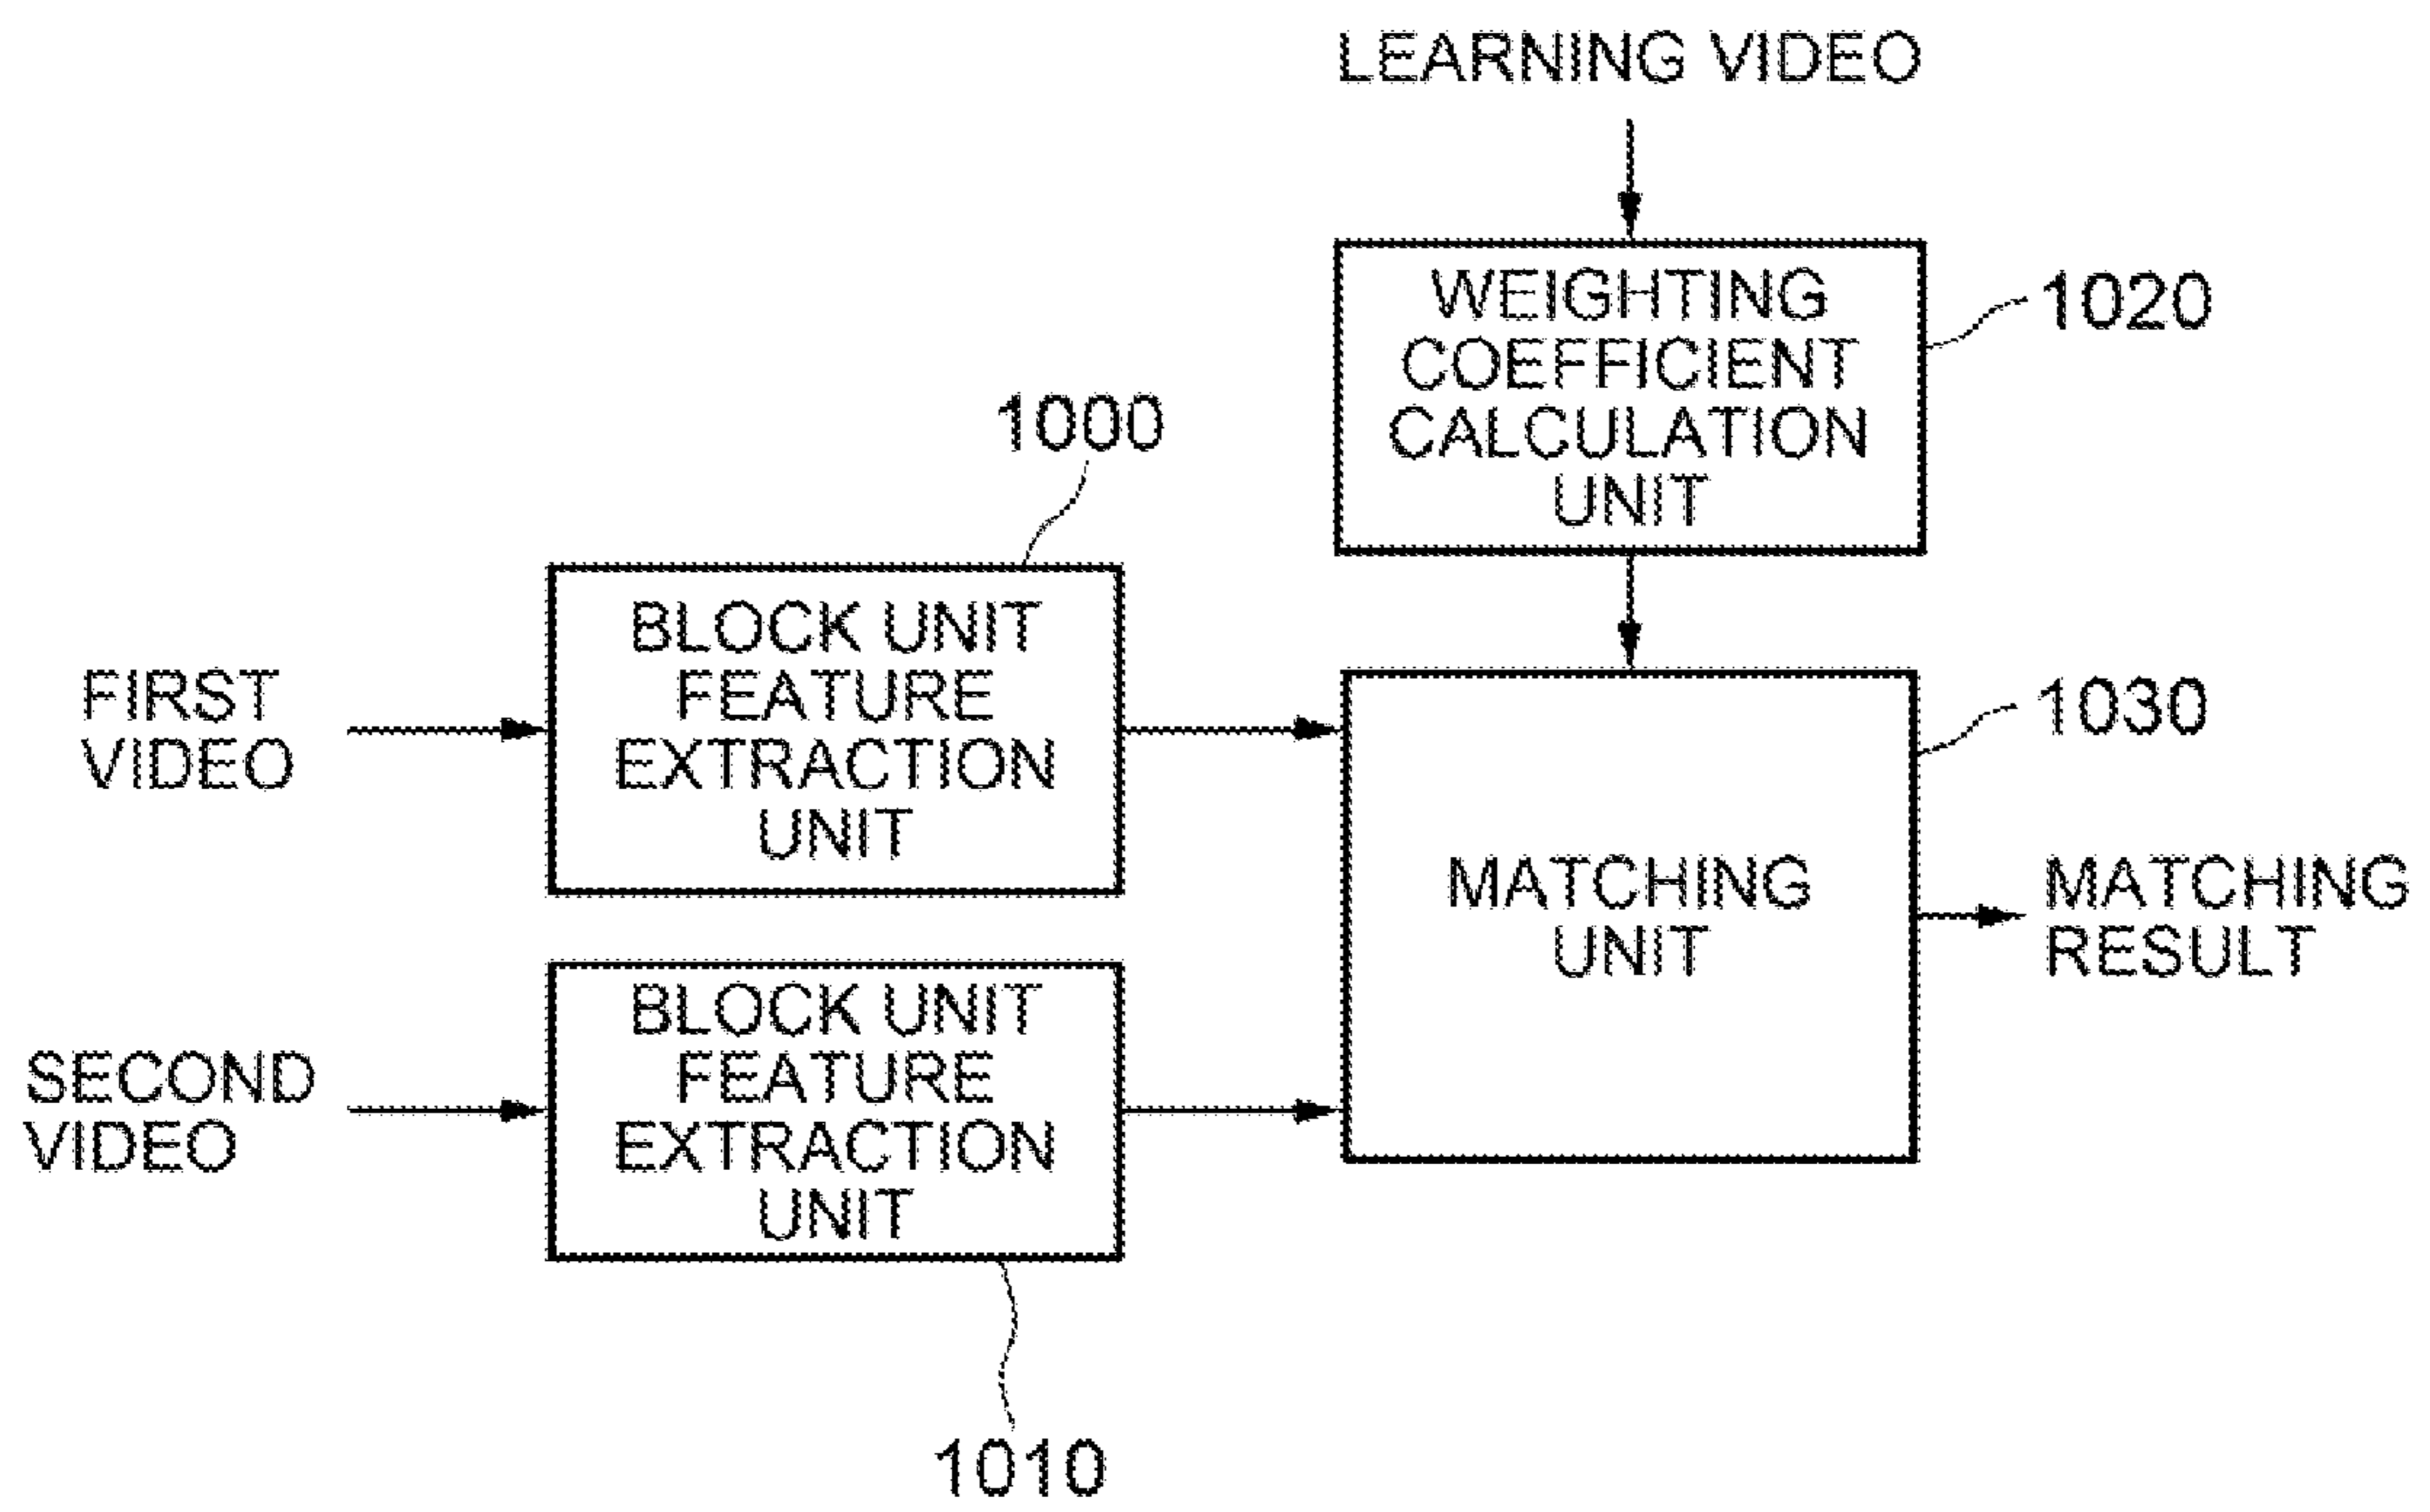 LEARNING VIDEO
WEIGHTING
COEFFICIENT
CALCULATION
UNIT
1020
1000
BLOCK UNIT
FEATURE
EXTRACTION
UNIT
FIRST
VIDEO
1030
MATCHING
UNIT
MATCHING
RESULT
BLOCK UNIT
FEATURE
EXTRACTION
UNIT
SECOND
VIDEO
1010